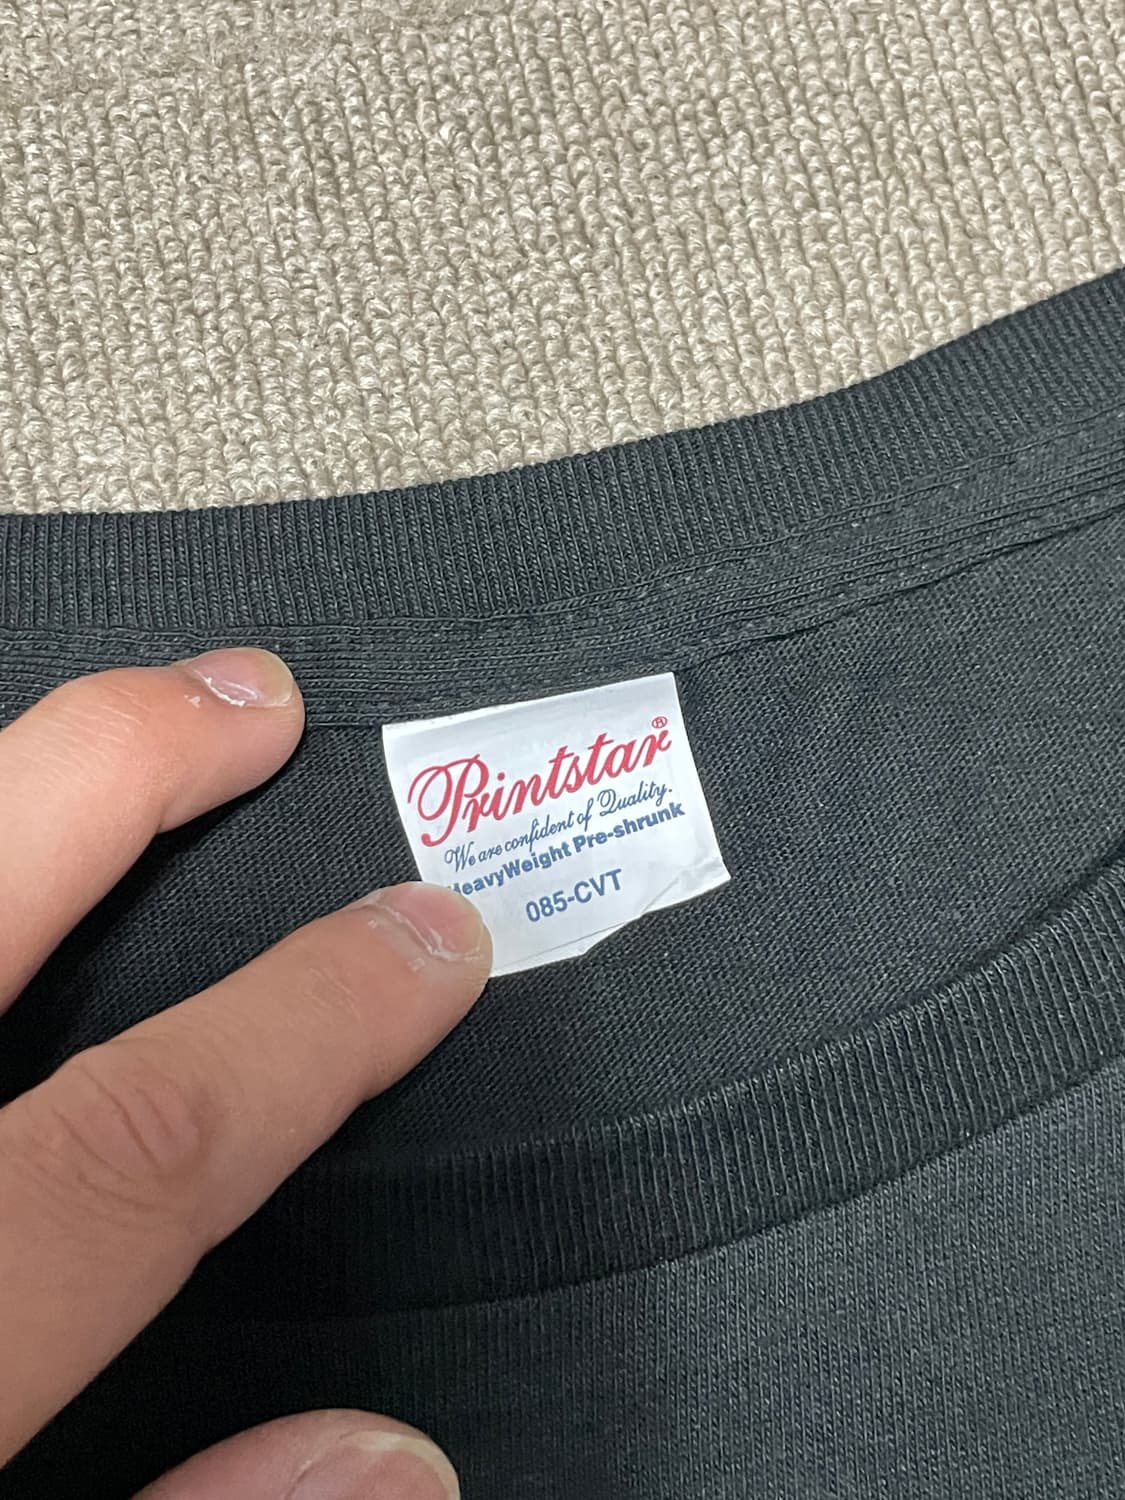 Printstar®
We are confident of Quality.
HeavyWeight Pre-shrunk
085-CVT